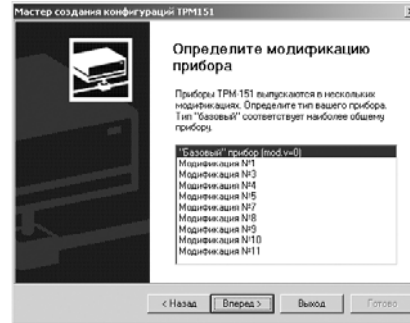 Мастер создания конфигураций ТРМ151
Определите модификацию
прибора
Приборы ТРМ-151 выпускаются в нескольких
модификациях. Определите тип вашего прибора.
Тип "базовый" соответствует наиболее общему
прибору.
"Базовый" прибор (mod.v=0)
Модификация №1
Модификация №3
Модификация №4
Модификация №5
Модификация №7
Модификация №8
Модификация №9
Модификация №10
Модификация №11
< Назад Вперед > Выход Готово